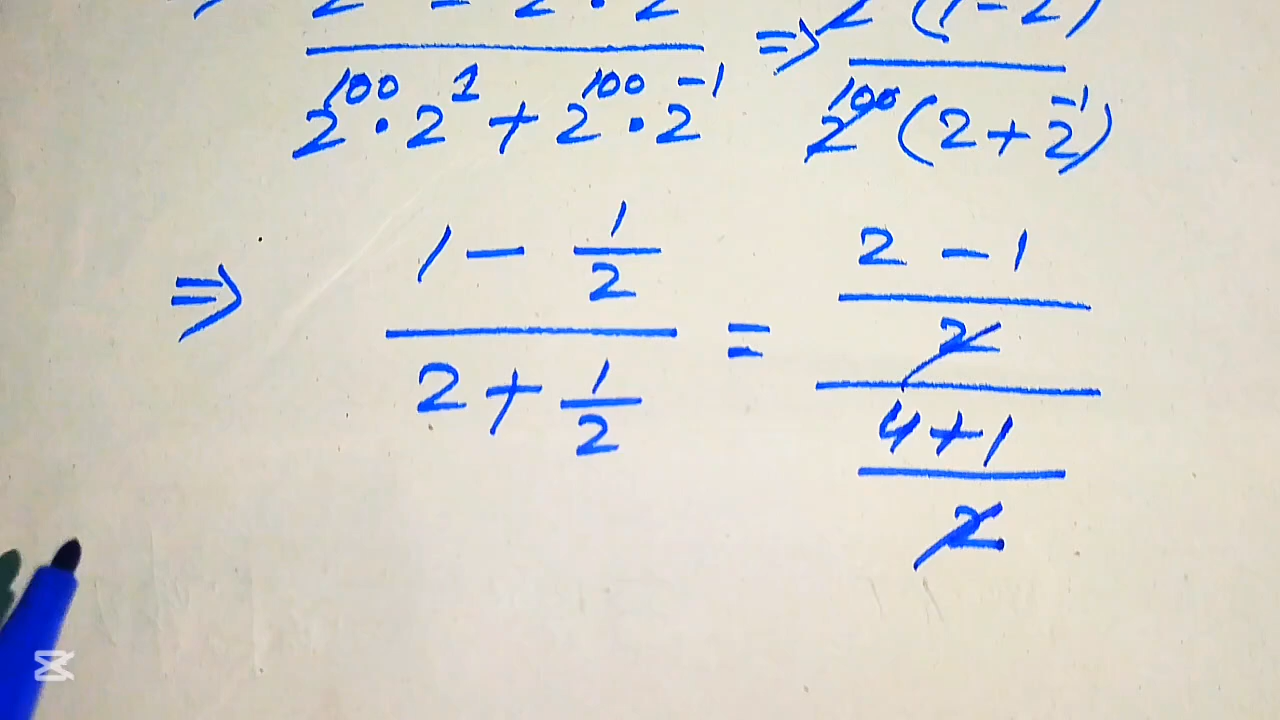 2^100 · 2^1 + 2^100 · 2^-1 ⇒ 2^100 (2 + 2^-1)
⇒ (1 - 1/2)/(2 + 1/2) = ((2 - 1)/2)/((4 + 1)/2)